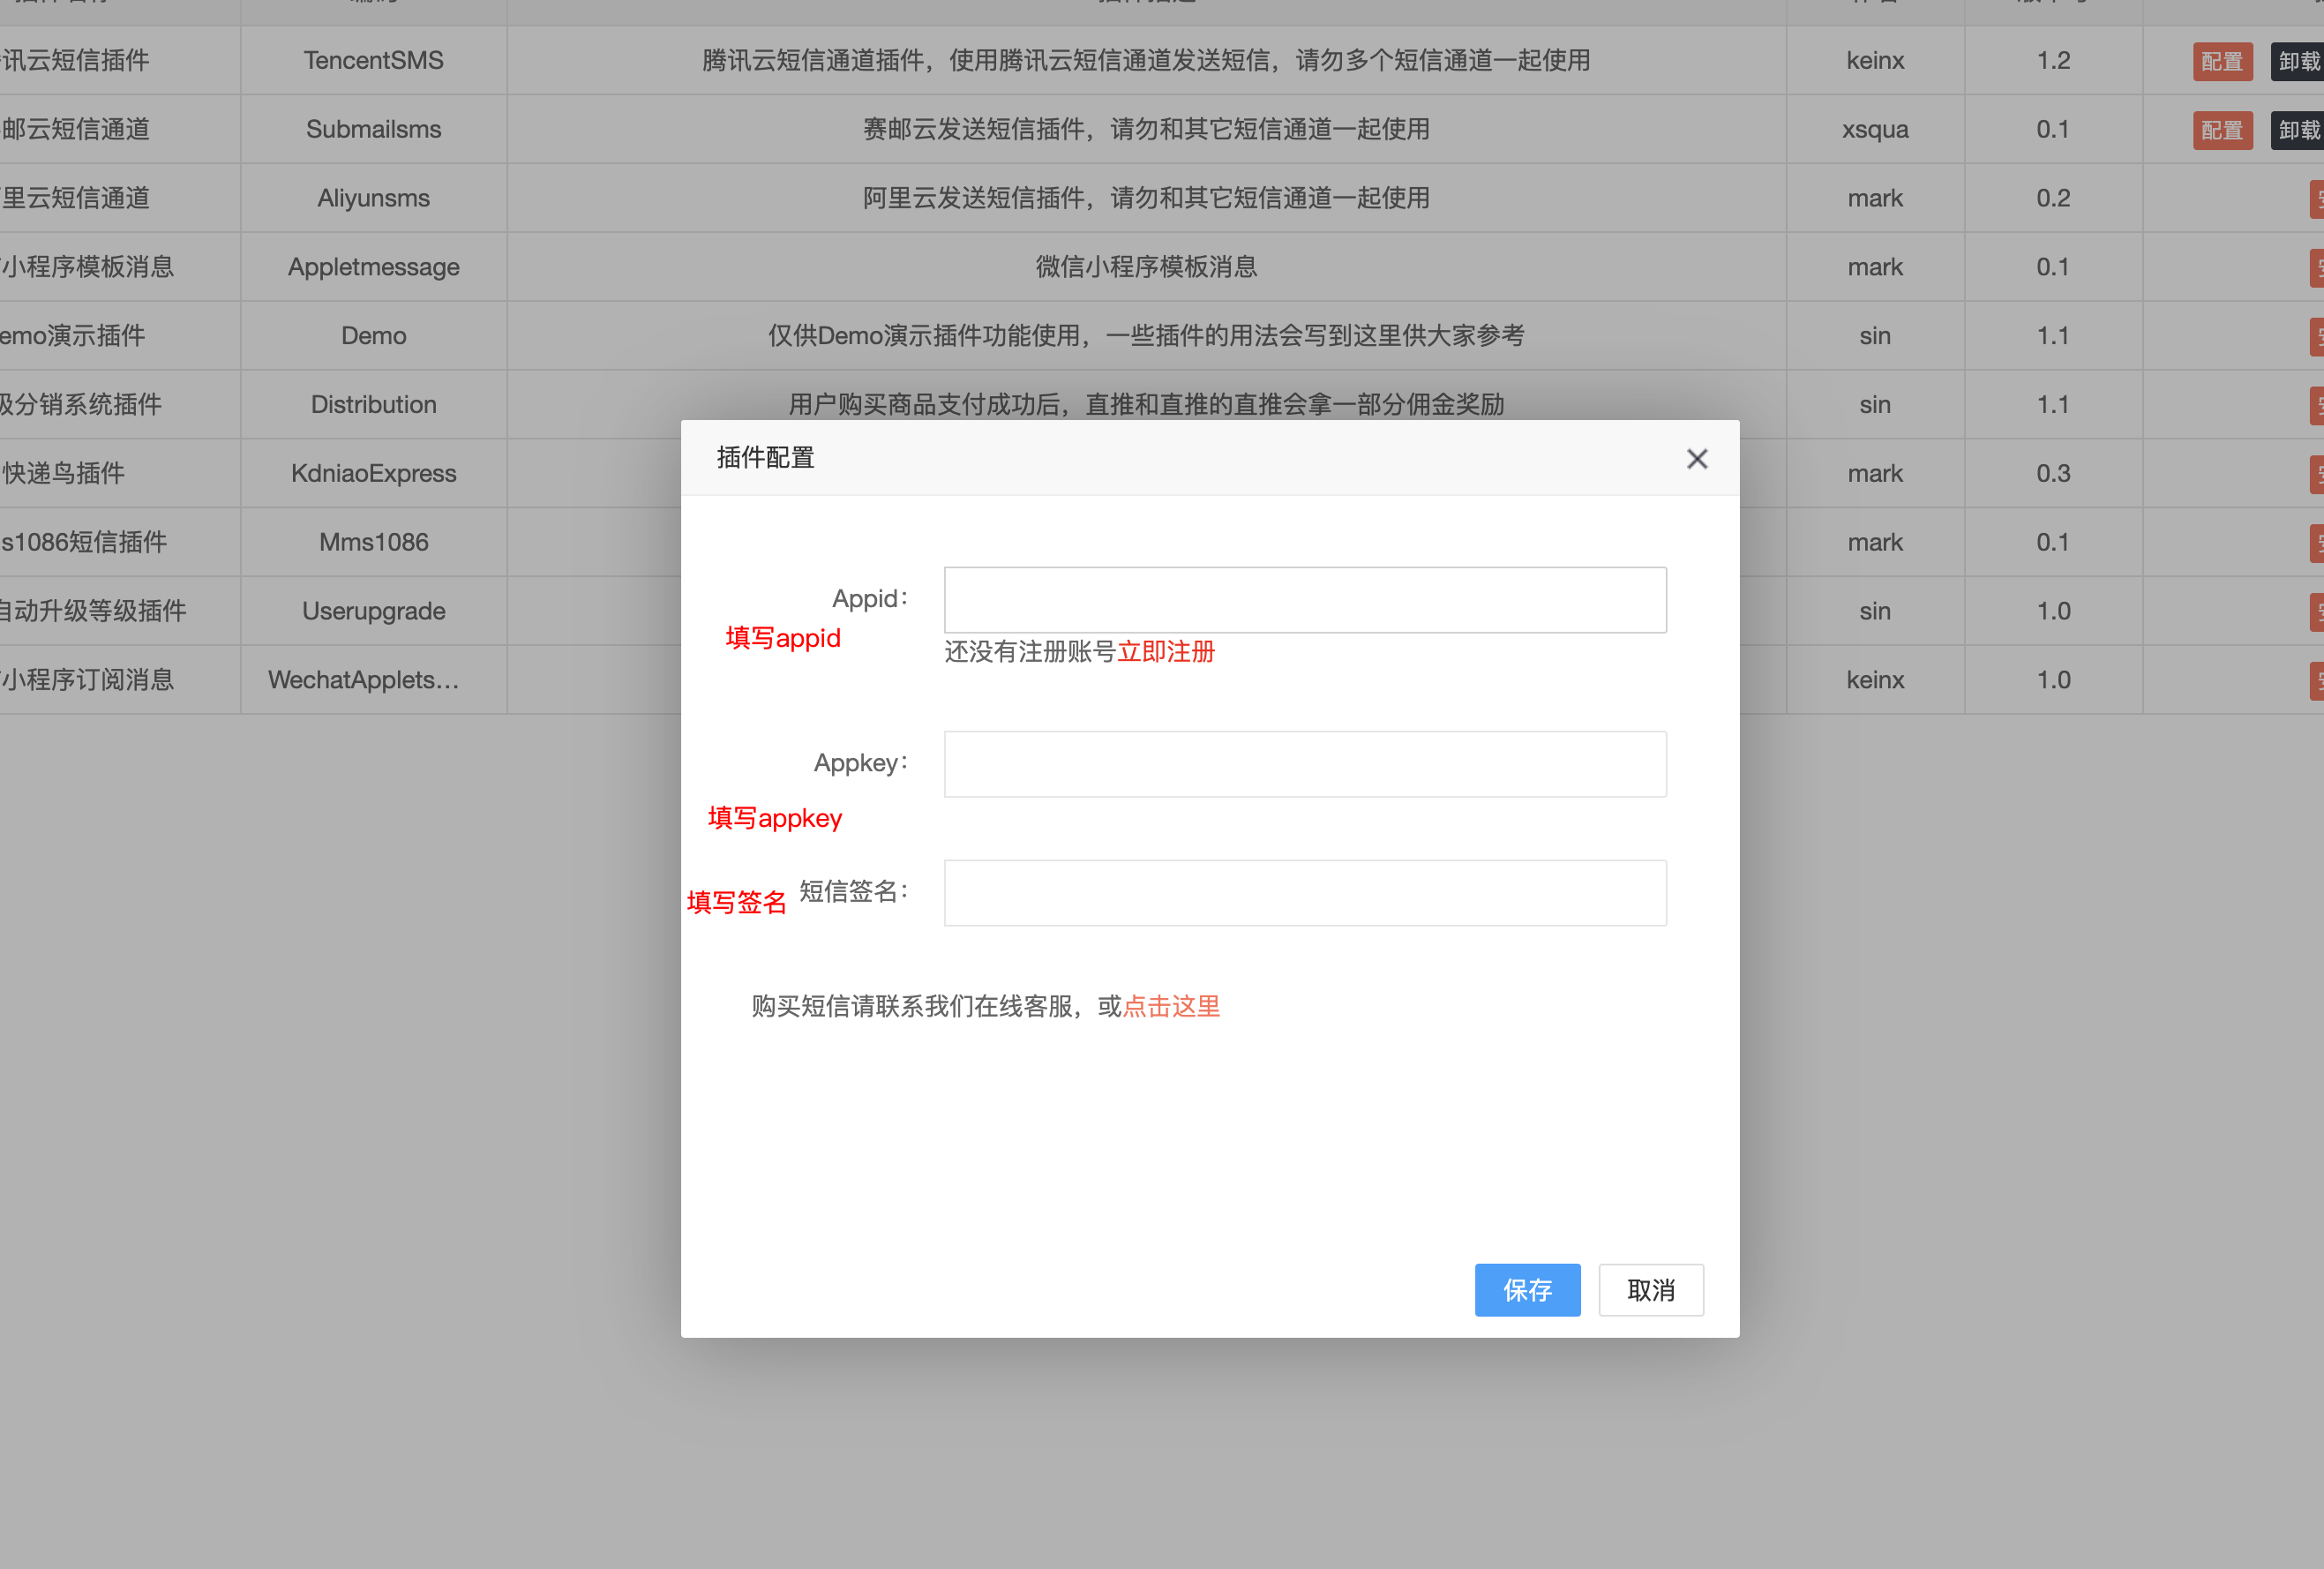 讯云短信插件 TencentSMS 腾讯云短信通道插件，使用腾讯云短信通道发送短信，请勿多个短信通道一起使用 keinx 1.2 配置 卸载
邮云短信通道 Submailsms 赛邮云发送短信插件，请勿和其它短信通道一起使用 xsqua 0.1 配置 卸载
里云短信通道 Aliyunsms 阿里云发送短信插件，请勿和其它短信通道一起使用 mark 0.2
小程序模板消息 Appletmessage 微信小程序模板消息 mark 0.1
emo演示插件 Demo 仅供Demo演示插件功能使用，一些插件的用法会写到这里供大家参考 sin 1.1
级分销系统插件 Distribution 用户购买商品支付成功后，直推和直推的直推会拿一部分佣金奖励 sin 1.1
快递鸟插件 KdniaoExpress mark 0.3
s1086短信插件 Mms1086 mark 0.1
自动升级等级插件 Userupgrade sin 1.0
小程序订阅消息 WechatApplets... keinx 1.0
插件配置
Appid：
填写appid
还没有注册账号立即注册
Appkey：
填写appkey
填写签名 短信签名：
购买短信请联系我们在线客服，或点击这里
保存 取消